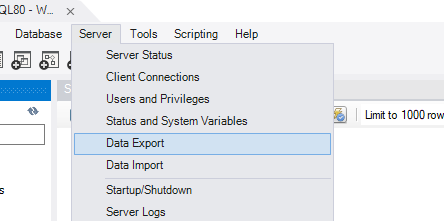 QL80 - W...
Database Server Tools Scripting Help
Server Status
Client Connections
Users and Privileges
Status and System Variables
Limit to 1000 row
Data Export
Data Import
Startup/Shutdown
Server Logs